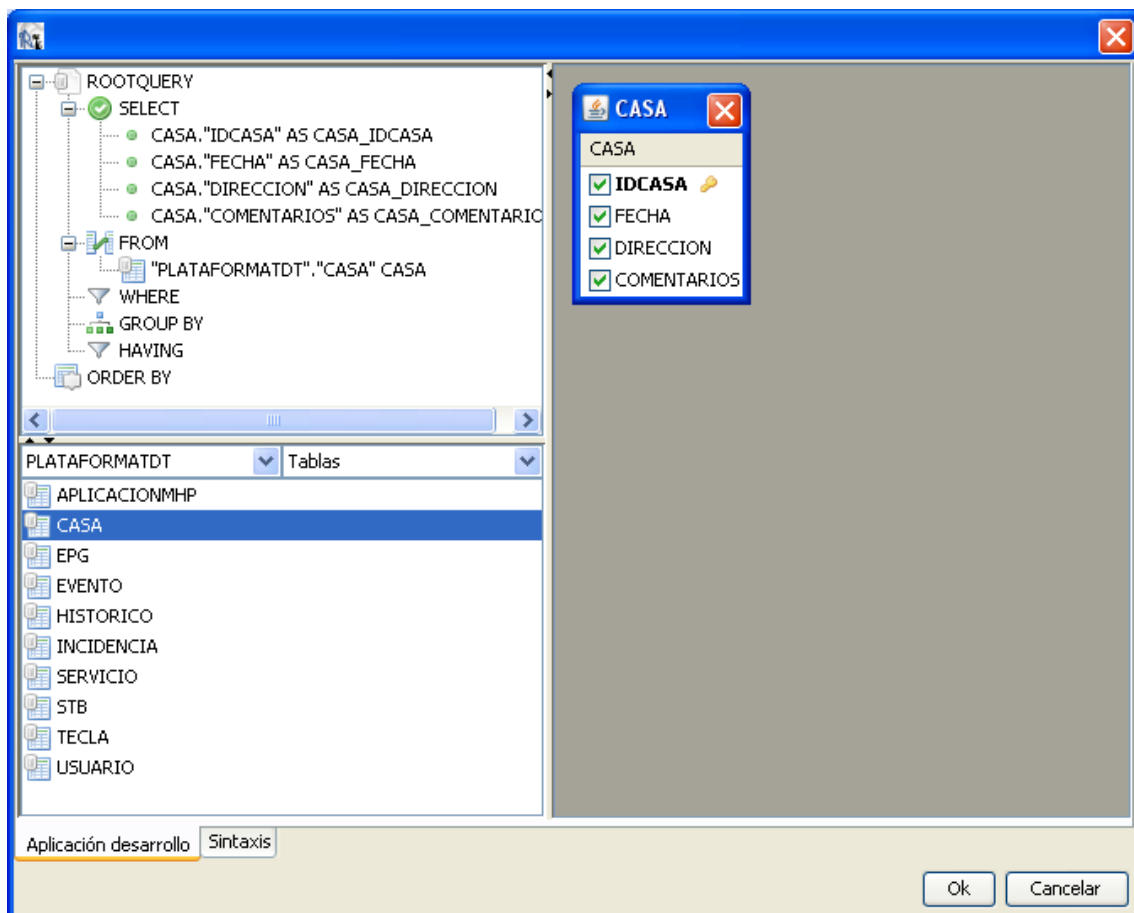 ROOTQUERY
SELECT
CASA."IDCASA" AS CASA_IDCASA
CASA."FECHA" AS CASA_FECHA
CASA."DIRECCION" AS CASA_DIRECCION
CASA."COMENTARIOS" AS CASA_COMENTARIO
FROM
"PLATAFORMATDT"."CASA" CASA
WHERE
GROUP BY
HAVING
ORDER BY
PLATAFORMATDT Tablas
APLICACIONMHP
CASA
EPG
EVENTO
HISTORICO
INCIDENCIA
SERVICIO
STB
TECLA
USUARIO
CASA
CASA
IDCASA
FECHA
DIRECCION
COMENTARIOS
Aplicación desarrollo Sintaxis
Ok Cancelar